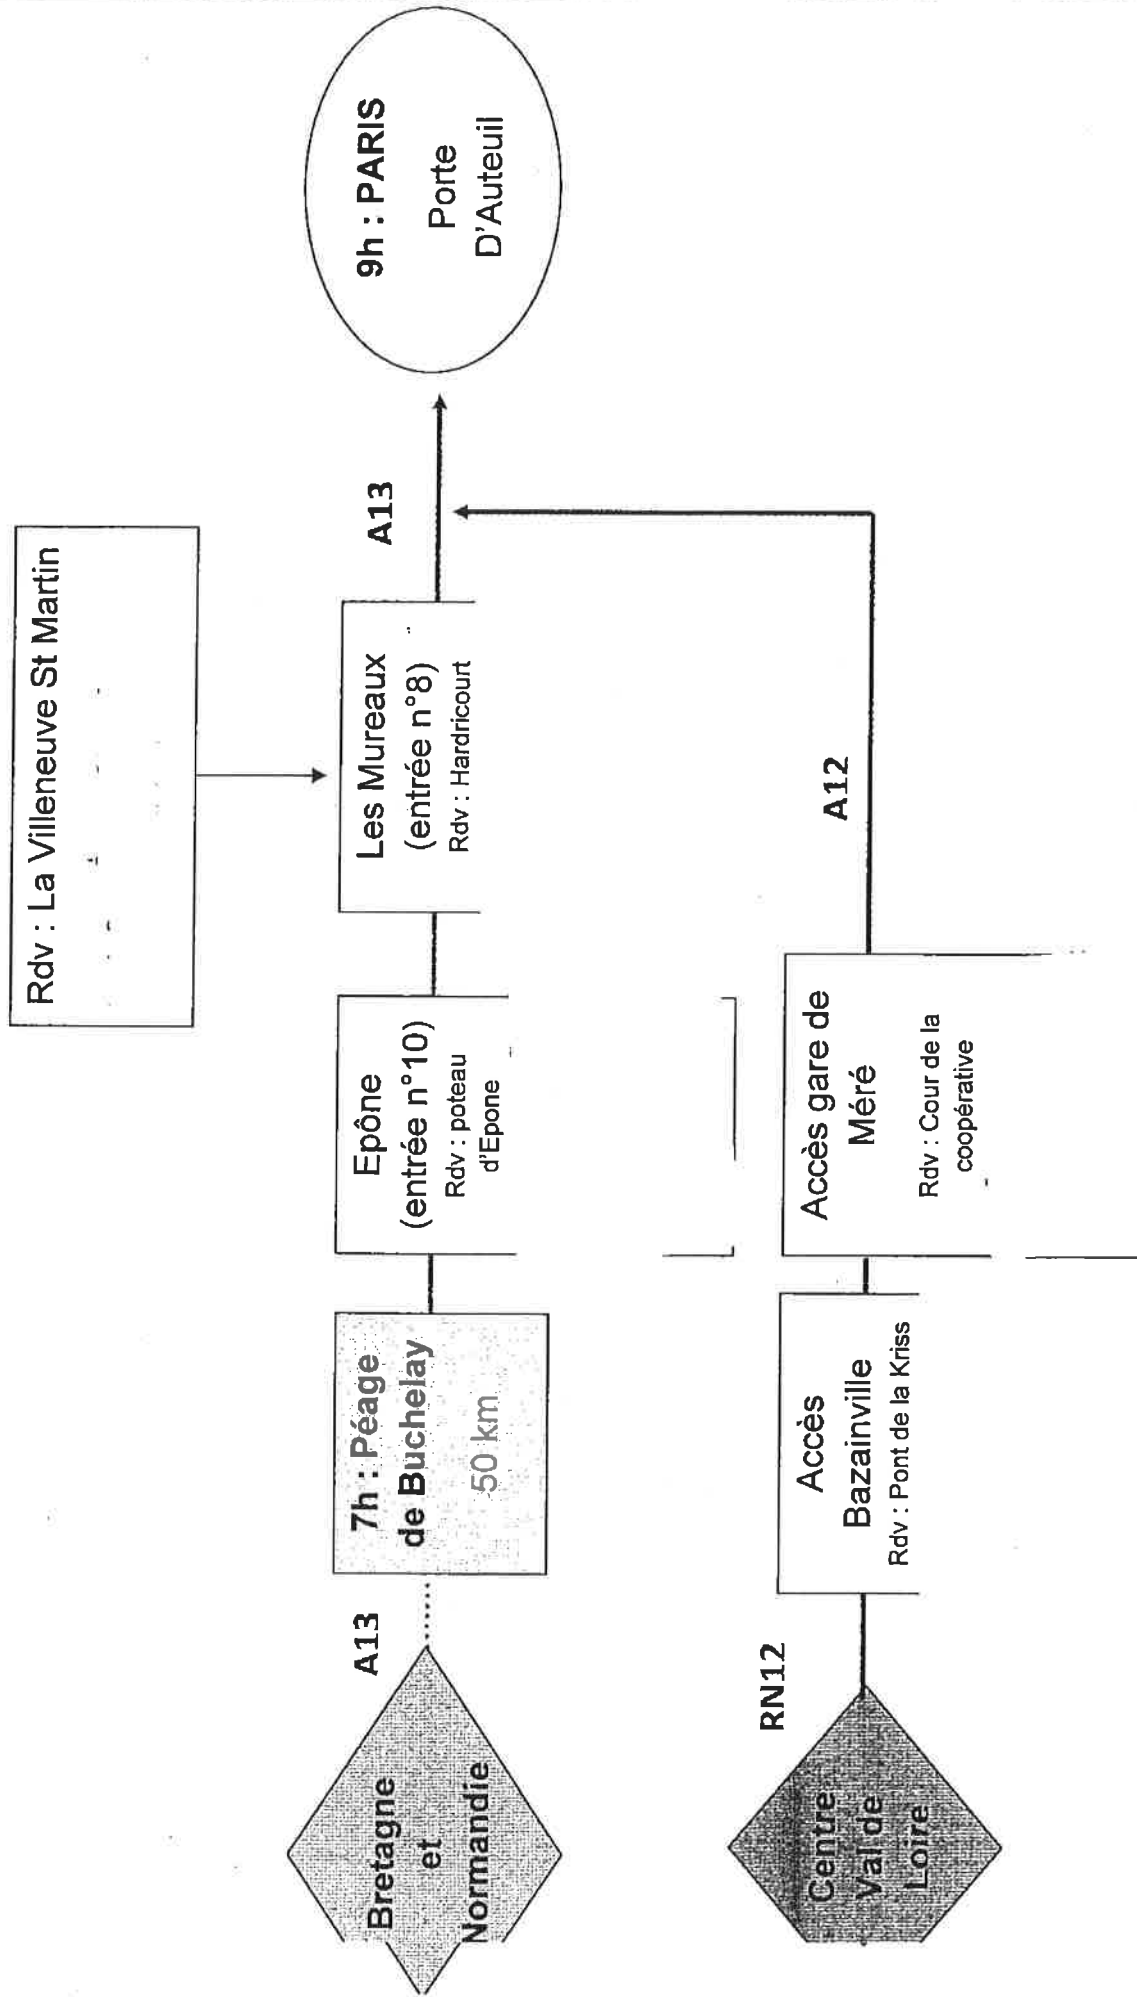 Rdv : La Villeneuve St Martin
Bretagne
et
Normandie
A13
7h : Péage
de Buchelay
50 km
Epône
(entrée n°10)
Rdv : poteau
d'Epone
Les Mureaux
(entrée n°8)
Rdv : Hardricourt
A13
9h : PARIS
Porte
D'Auteuil
Centre
Val de
Loire
RN12
Accès
Bazainville
Rdv : Pont de la Kriss
Accès gare de
Méré
Rdv : Cour de la
coopérative
A12